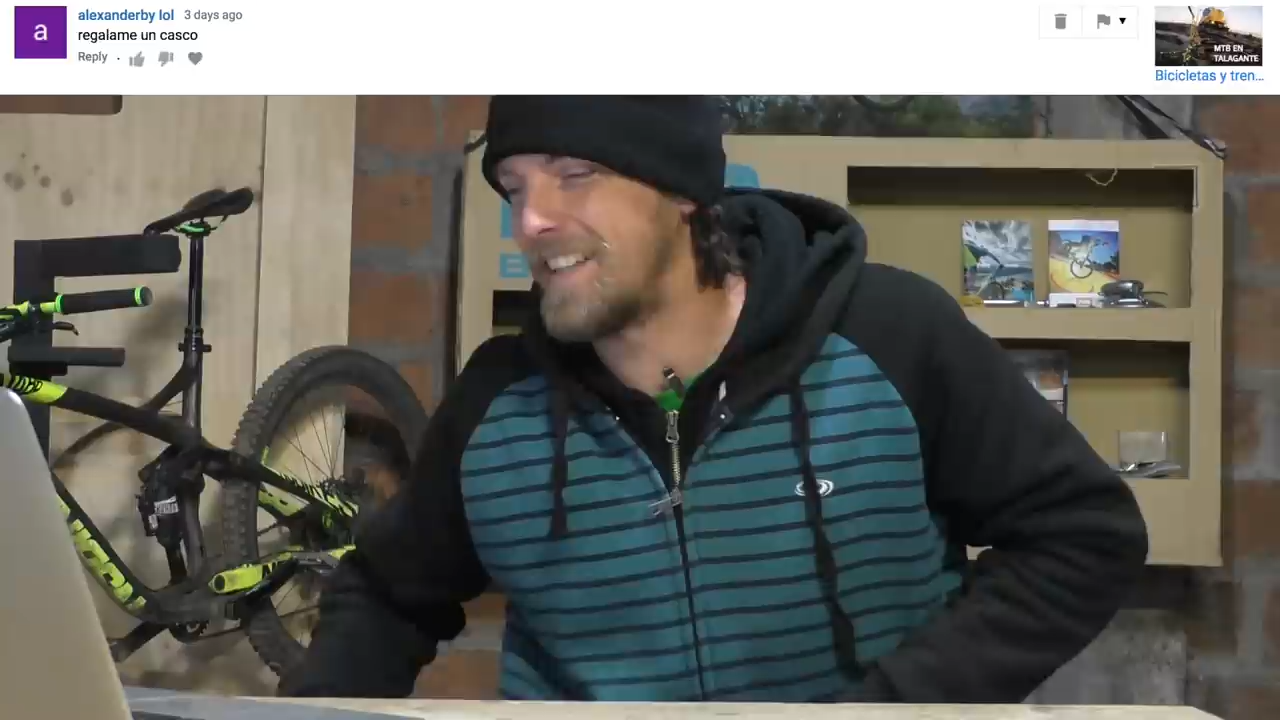 a
alexanderby lol 3 days ago
regalame un casco
Reply
MTB EN
TALAGANTE
Bicicletas y tren...